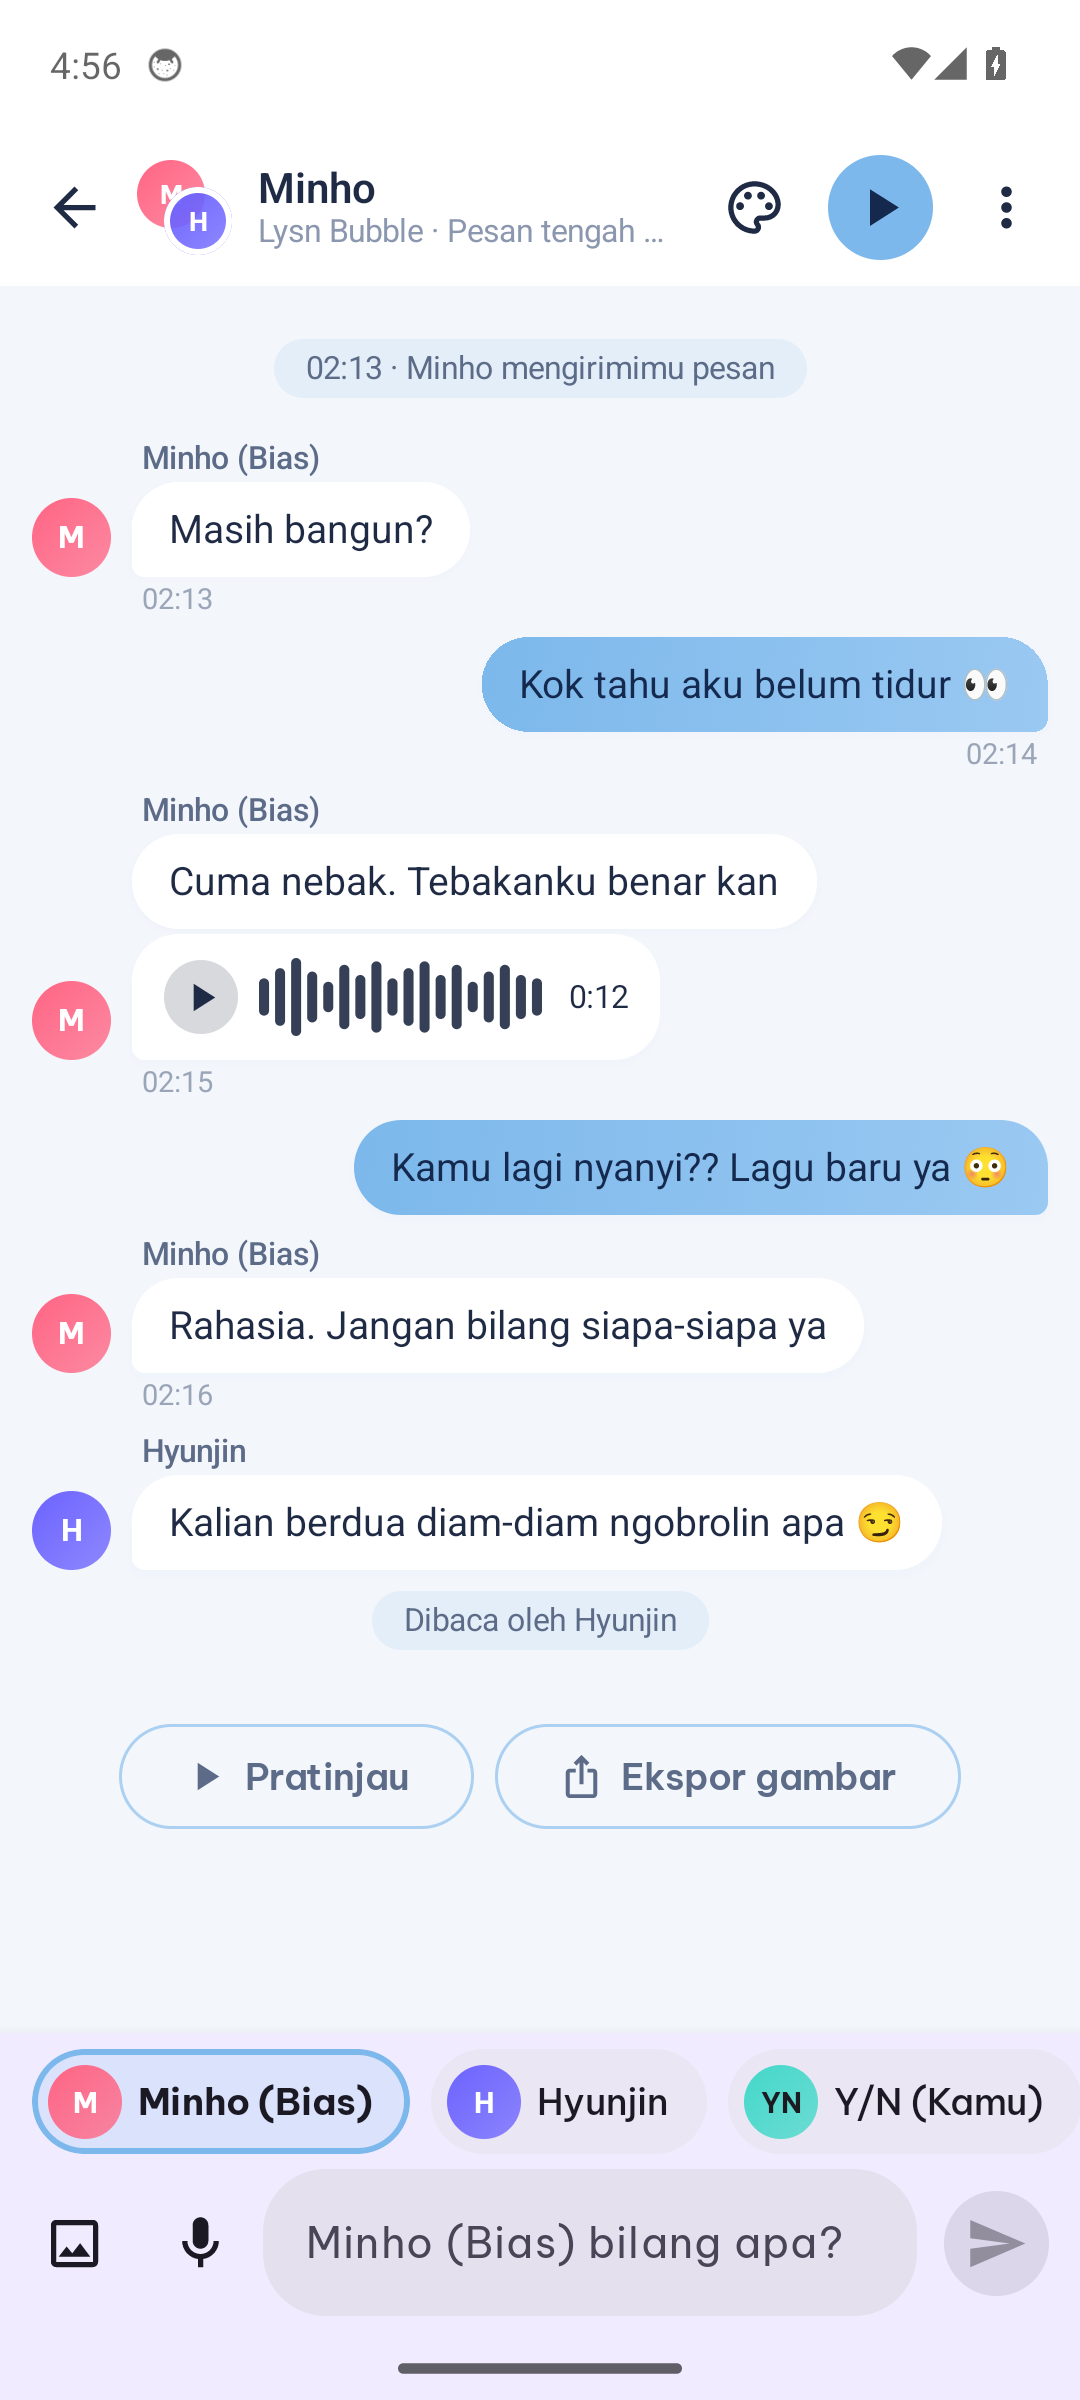 4:56
M
H
Minho
Lysn Bubble · Pesan tengah ...
02:13 · Minho mengirimimu pesan
Minho (Bias)
M
Masih bangun?
02:13
Kok tahu aku belum tidur 👀
02:14
Minho (Bias)
Cuma nebak. Tebakanku benar kan
M
0:12
02:15
Kamu lagi nyanyi?? Lagu baru ya 😳
Minho (Bias)
M
Rahasia. Jangan bilang siapa-siapa ya
02:16
Hyunjin
H
Kalian berdua diam-diam ngobrolin apa 😏
Dibaca oleh Hyunjin
Pratinjau
Ekspor gambar
M Minho (Bias)
H Hyunjin
YN Y/N (Kamu)
Minho (Bias) bilang apa?